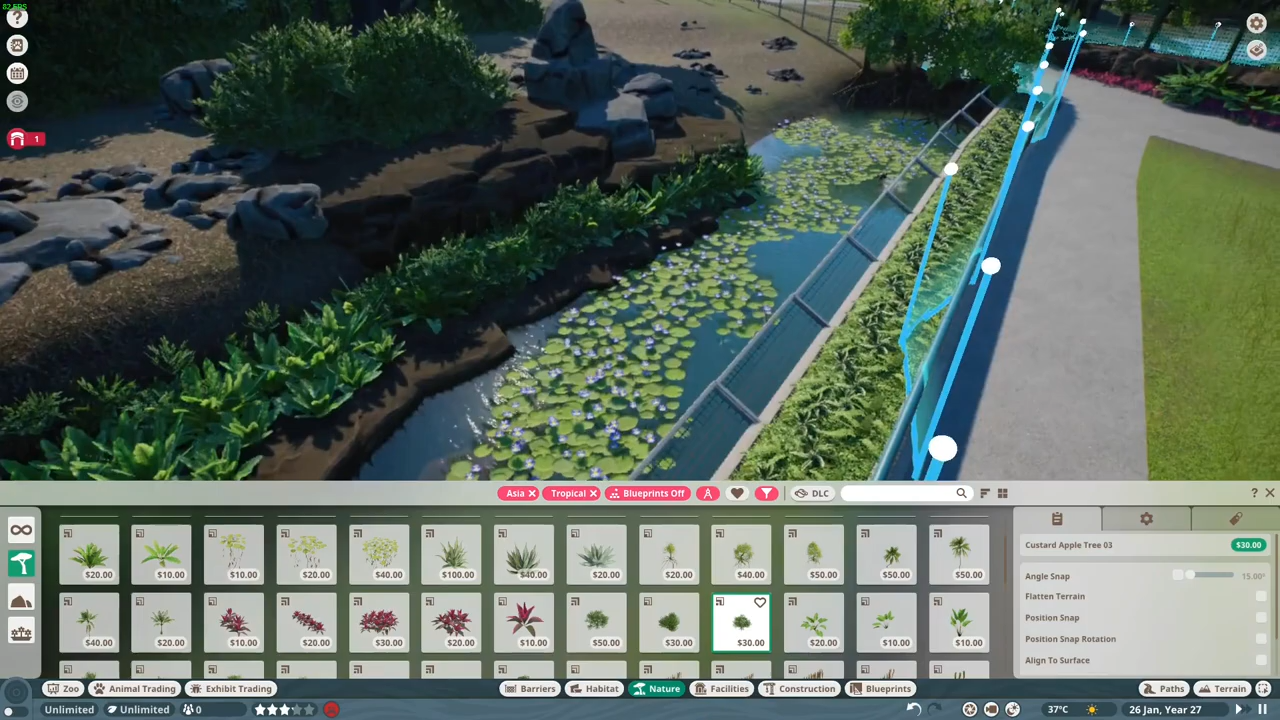 82 FPS
?
1
Asia ✕ Tropical ✕ Blueprints Off DLC ? ✕
$20.00 $10.00 $10.00 $20.00 $40.00 $100.00 $40.00 $20.00 $20.00 $40.00 $50.00 $50.00 $50.00
$40.00 $20.00 $10.00 $20.00 $30.00 $20.00 $10.00 $50.00 $30.00 $30.00 $20.00 $10.00 $10.00
Custard Apple Tree 03 $30.00
Angle Snap 15.00°
Flatten Terrain
Position Snap
Position Snap Rotation
Align To Surface
Zoo Animal Trading Exhibit Trading Barriers Habitat Nature Facilities Construction Blueprints Paths Terrain
Unlimited Unlimited 0 37°C 26 Jan, Year 27